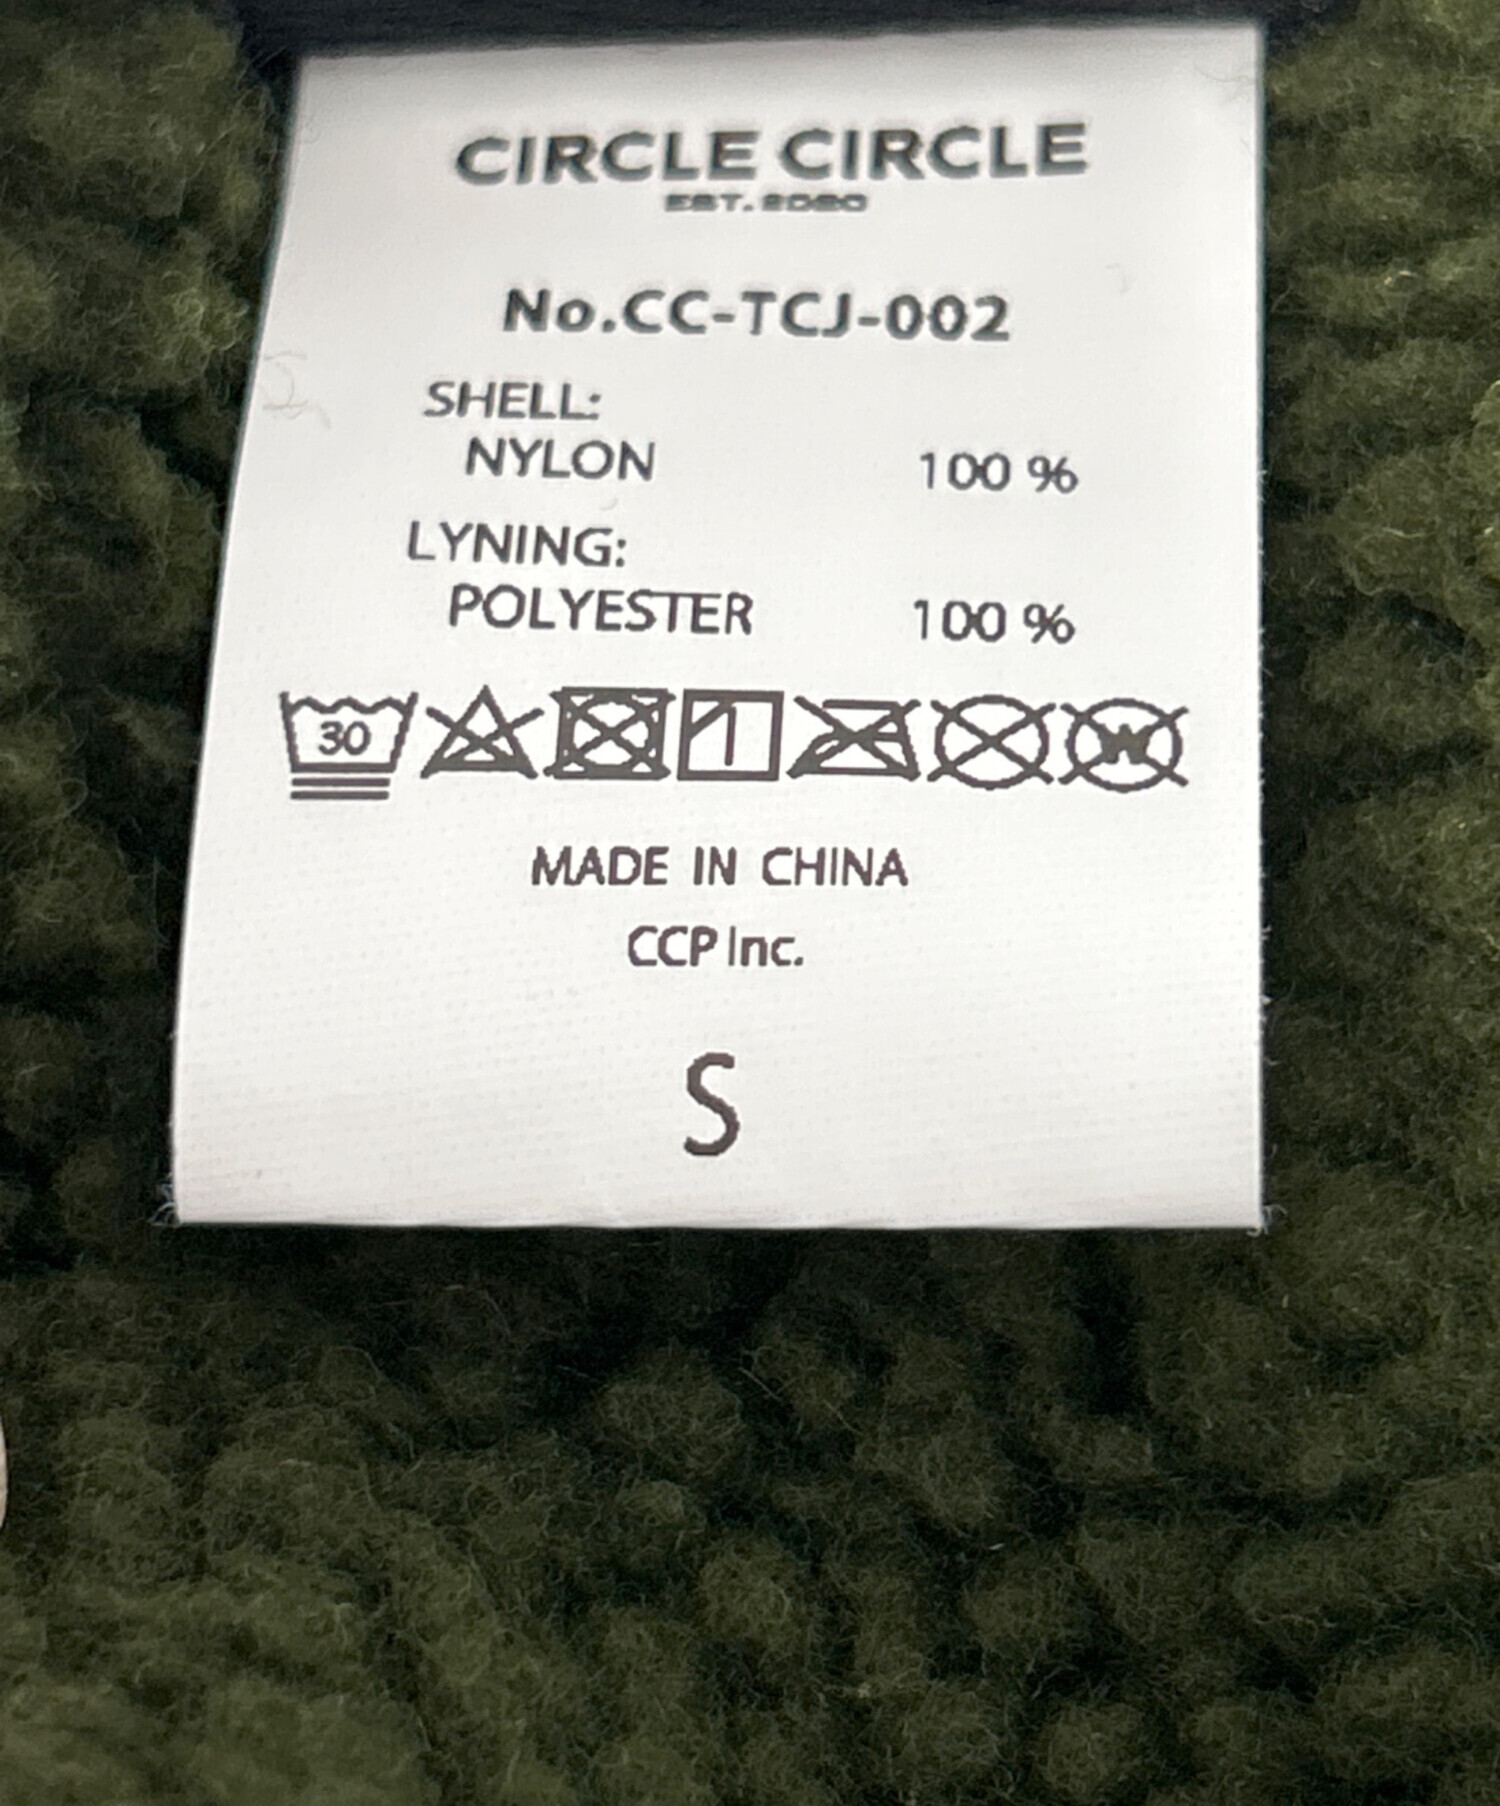 CIRCLE CIRCLE
EST. 2020
No.CC-TCJ-002
SHELL:
NYLON 100 %
LYNING:
POLYESTER 100 %
30 W
MADE IN CHINA
CCP Inc.
S